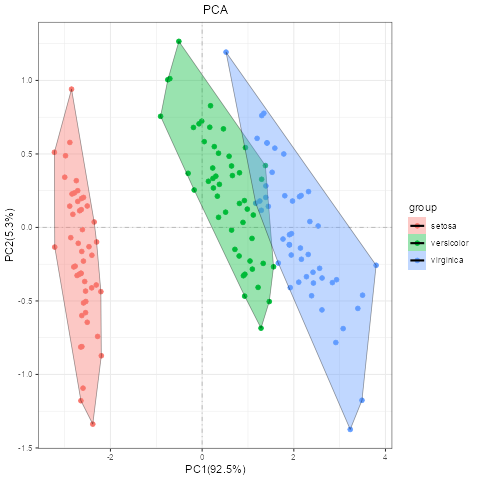 PCA
1.0
0.5
0.0
-0.5
-1.0
-1.5
PC2(5.3%)
-2
0
2
4
PC1(92.5%)
group
setosa
versicolor
virginica